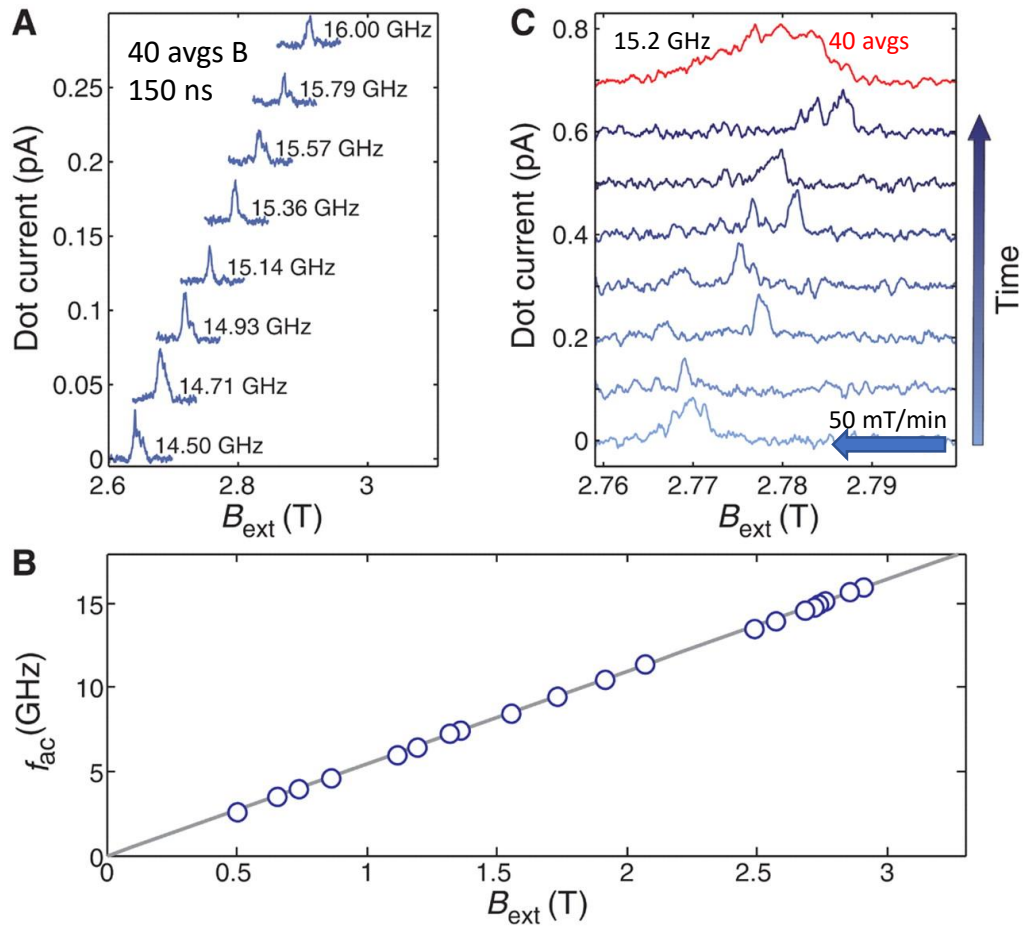 A
40 avgs B
150 ns
16.00 GHz
15.79 GHz
15.57 GHz
15.36 GHz
15.14 GHz
14.93 GHz
14.71 GHz
14.50 GHz
Dot current (pA)
0.25
0.2
0.15
0.1
0.05
0
2.6
2.8
3
B_ext (T)
C
15.2 GHz
40 avgs
Dot current (pA)
0.8
0.6
0.4
0.2
0
50 mT/min
Time
2.76
2.77
2.78
2.79
B_ext (T)
B
f_ac(GHz)
15
10
5
0
0
0.5
1
1.5
2
2.5
3
B_ext (T)